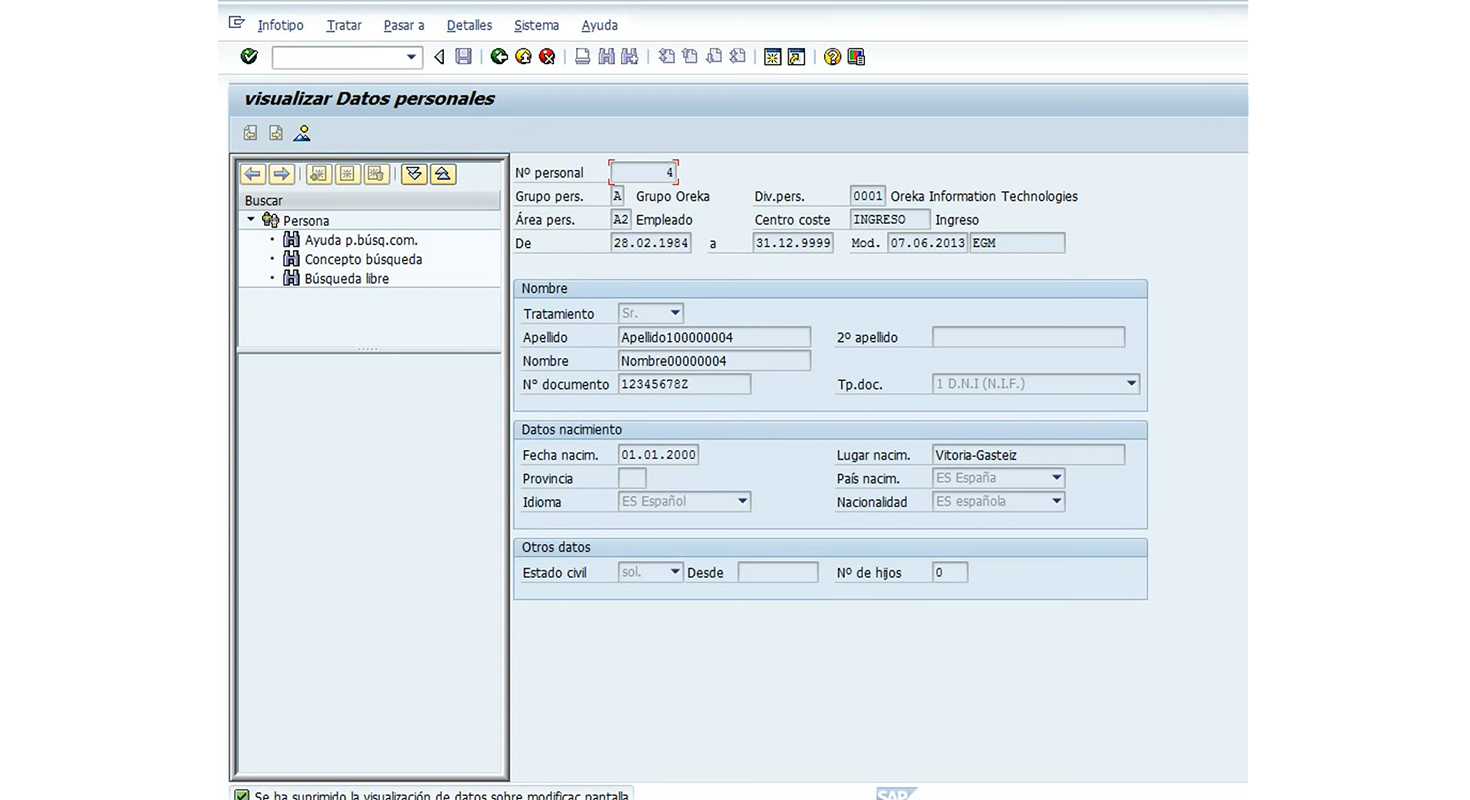 Infotipo Tratar Pasar a Detalles Sistema Ayuda
visualizar Datos personales
Buscar
Persona
Ayuda p.búsq.com.
Concepto búsqueda
Búsqueda libre
Nº personal 4
Grupo pers. A Grupo Oreka Div.pers. 0001 Oreka Information Technologies
Área pers. A2 Empleado Centro coste INGRESO Ingreso
De 28.02.1984 a 31.12.9999 Mod. 07.06.2013 EGM
Nombre
Tratamiento Sr.
Apellido Apellido100000004 2º apellido
Nombre Nombre00000004
N° documento 12345678Z Tp.doc. 1 D.N.I (N.I.F.)
Datos nacimiento
Fecha nacim. 01.01.2000 Lugar nacim. Vitoria-Gasteiz
Provincia País nacim. ES España
Idioma ES Español Nacionalidad ES española
Otros datos
Estado civil sol. Desde Nº de hijos 0
Se ha suprimido la visualización de datos sobre modificac pantalla
SAP